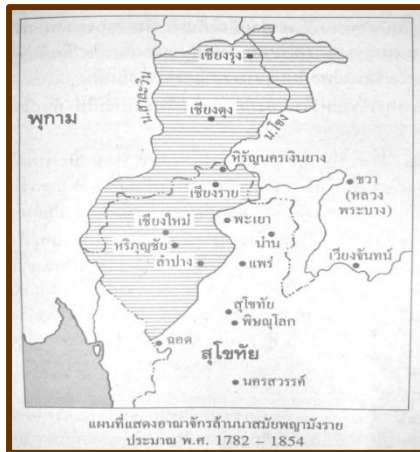 เชียงรุ่ง
น.สาละวิน
พุกาม
เชียงตุง
น.โขง
หิรัญนครเงินยาง
เชียงราย
ชวา
(หลวง
พระบาง)
พะเยา
เชียงใหม่
น่าน
หริภุญชัย
ลำปาง
แพร่
เวียงจันทน์
สุโขทัย
พิษณุโลก
ฉอด
สุโขทัย
นครสวรรค์
แผนที่แสดงอาณาจักรล้านนาสมัยพญามังราย
ประมาณ พ.ศ. 1782 – 1854